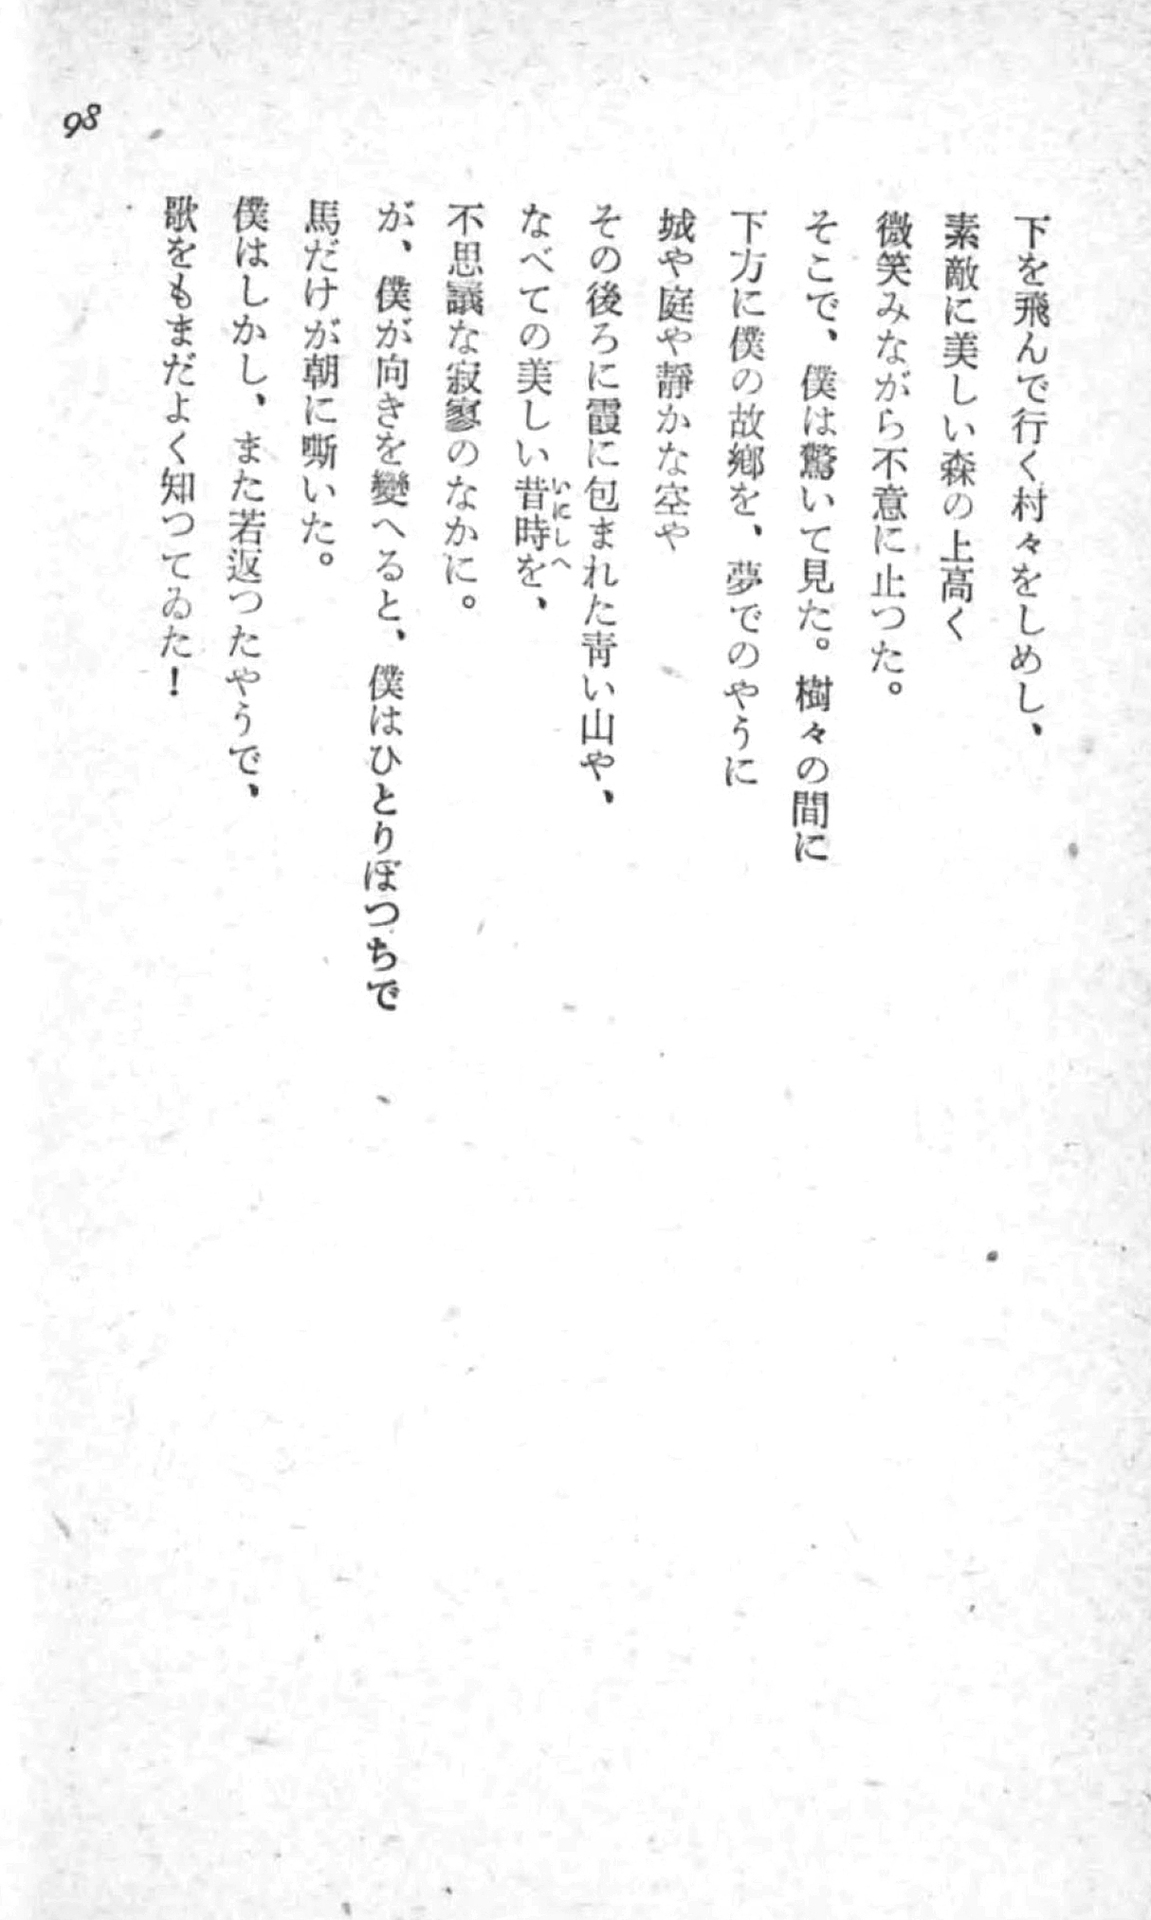 98
下を飛んで行く村々をしめし、
素敵に美しい森の上高く
微笑みながら不意に止つた。
そこで、僕は驚いて見た。樹々の間に
下方に僕の故鄕を、夢でのやうに
城や庭や靜かな空や
その後ろに霞に包まれた靑い山や、
なべての美しい昔時を、
いにしへ
不思議な寂寥のなかに。
が、僕が向きを變へると、僕はひとりぼつちで
馬だけが朝に嘶いた。
僕はしかし、また若返つたやうで、
歌をもまだよく知つてゐた！